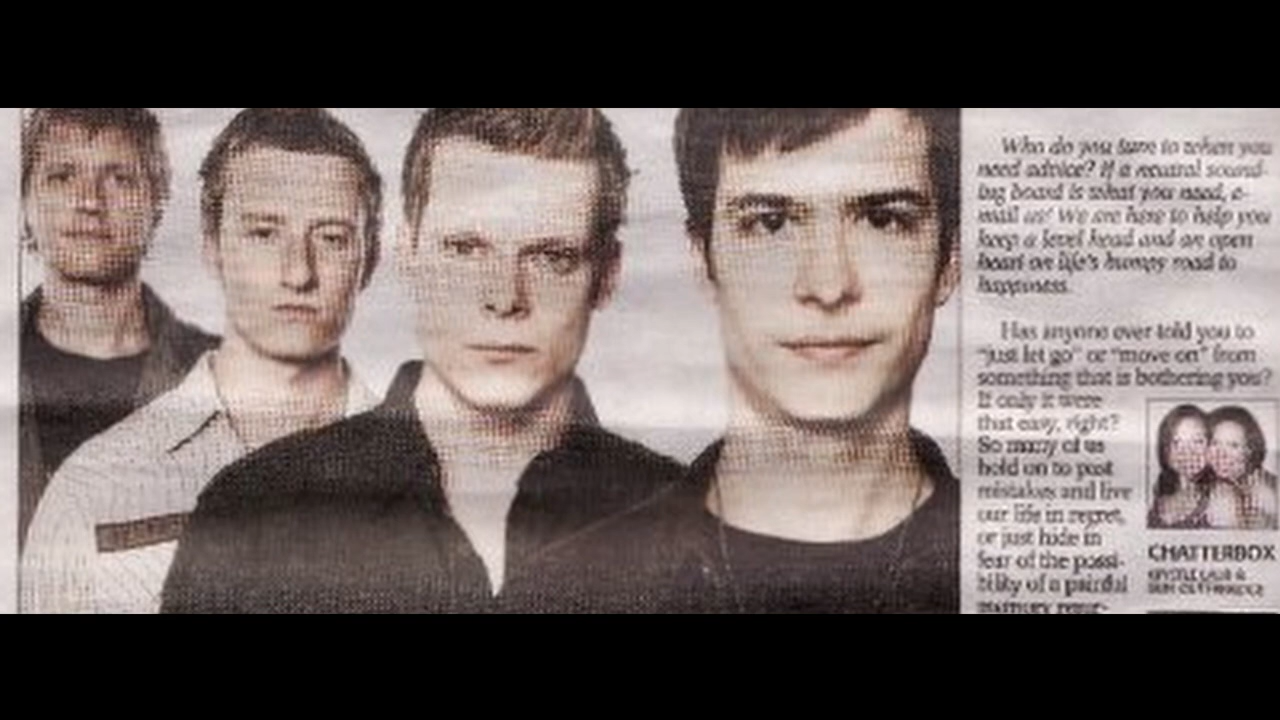 Who do you turn to when you
need advice? If a neutral sound-
ing board is what you need, e-
mail us! We are here to help you
keep a level head and an open
heart on life's bumpy road to
happiness.
Has anyone ever told you to
"just let go" or "move on" from
something that is bothering you?
If only it were
that easy, right?
So many of us
hold on to past
mistakes and live
our life in regret,
or just hide in
fear of the possi-
bility of a painful
CHATTERBOX